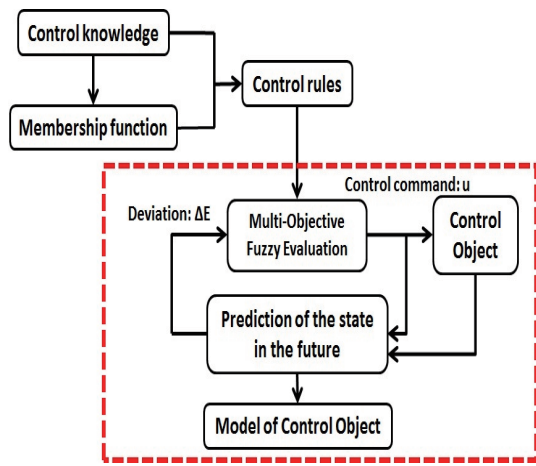 Control knowledge
Control rules
Membership function
Control command: u
Deviation: ΔE
Multi-Objective
Fuzzy Evaluation
Control
Object
Prediction of the state
in the future
Model of Control Object